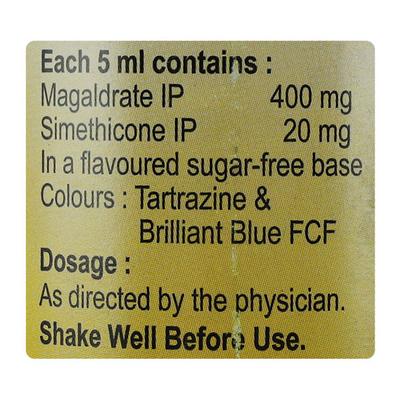 Each 5 ml contains :
Magaldrate IP 400 mg
Simethicone IP 20 mg
In a flavoured sugar-free base
Colours : Tartrazine &
Brilliant Blue FCF
Dosage :
As directed by the physician.
Shake Well Before Use.